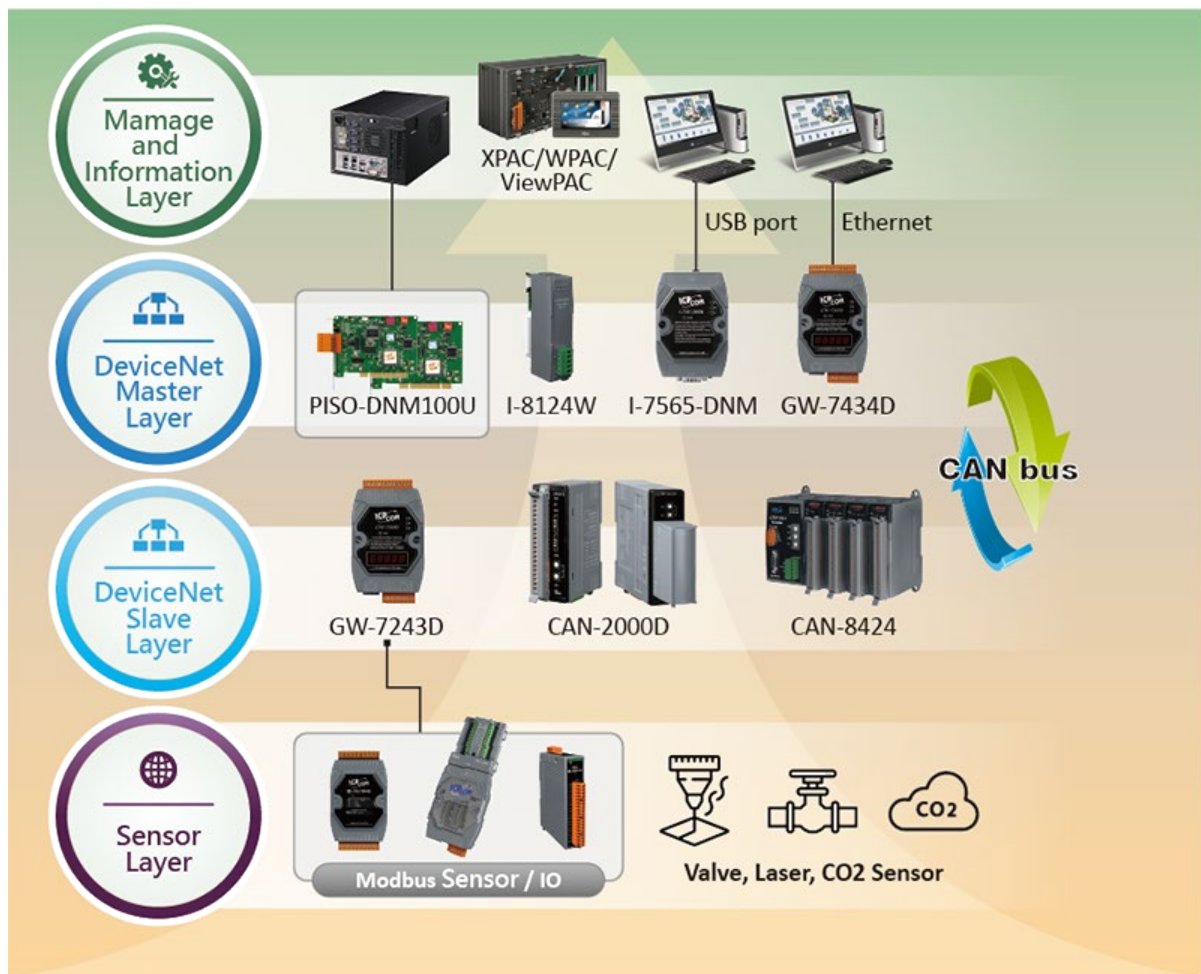 Mamage
and
Information
Layer
XPAC/WPAC/
ViewPAC
USB port
Ethernet
DeviceNet
Master
Layer
PISO-DNM100U
I-8124W
I-7565-DNM
GW-7434D
CAN bus
DeviceNet
Slave
Layer
GW-7243D
CAN-2000D
CAN-8424
Sensor
Layer
Modbus Sensor / IO
CO2
Valve, Laser, CO2 Sensor